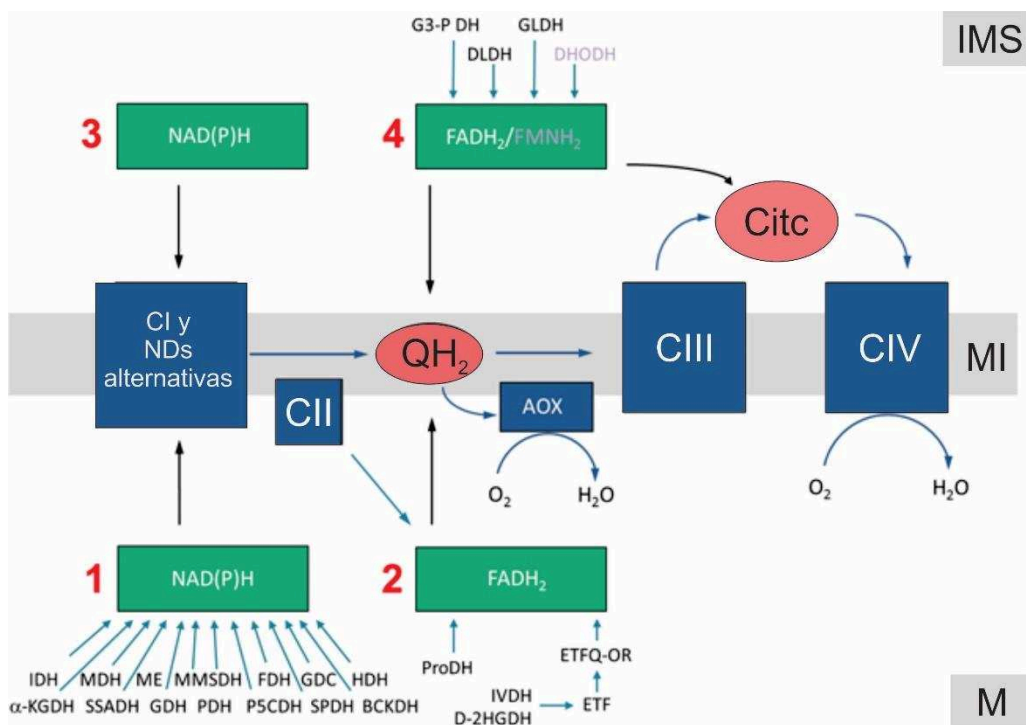 IMS
G3-P DH
GLDH
DLDH
DHODH
3
NAD(P)H
4
FADH₂/FMNH₂
Citc
CI y
NDs
alternativas
QH₂
CIII
CIV
MI
CII
AOX
O₂
H₂O
O₂
H₂O
1
NAD(P)H
2
FADH₂
IDH MDH ME MMSDH FDH GDC HDH
α-KGDH SSADH GDH PDH P5CDH SPDH BCKDH
ProDH
ETFQ-OR
IVDH
D-2HGDH
ETF
M